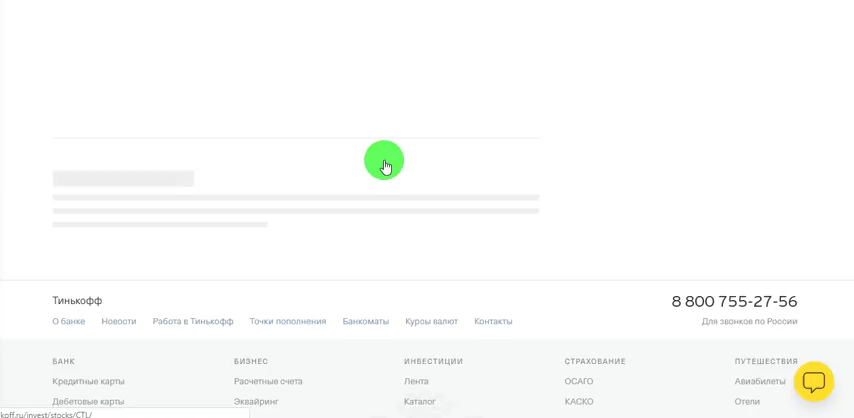 Тинькофф
8 800 755-27-56
О банке Новости Работа в Тинькофф Точки пополнения Банкоматы Курсы валют Контакты
Для звонков по России
БАНК БИЗНЕС ИНВЕСТИЦИИ СТРАХОВАНИЕ ПУТЕШЕСТВИЯ
Кредитные карты Расчетные счета Лента ОСАГО Авиабилеты
Дебетовые карты Эквайринг Каталог КАСКО Отели
koff.ru/invest/stocks/CTL/